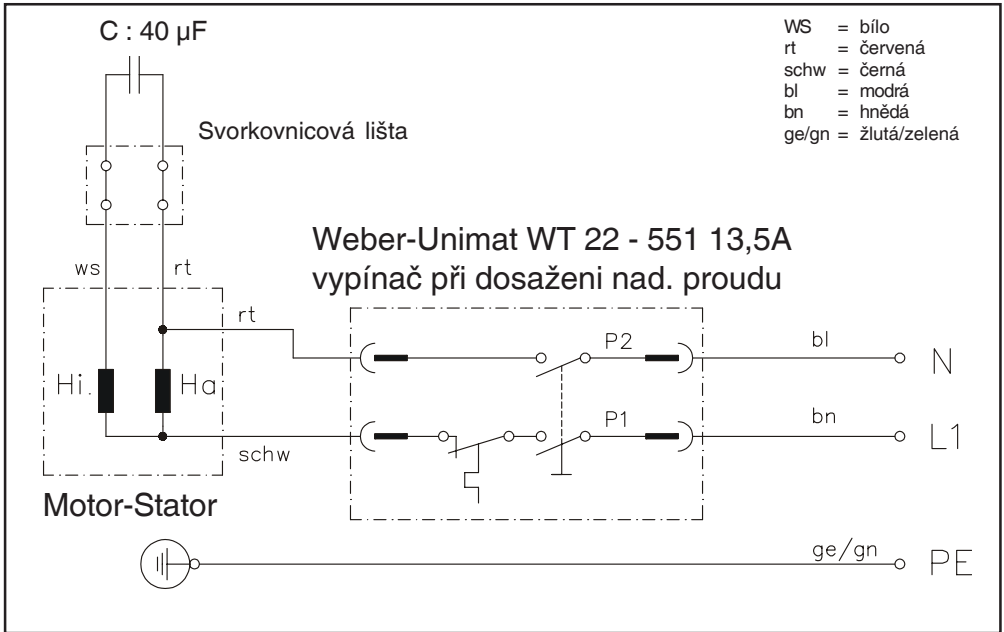 C : 40 µF
WS = bílo
rt = červená
schw = černá
bl = modrá
bn = hnědá
ge/gn = žlutá/zelená
Svorkovnicová lišta
Weber-Unimat WT 22 - 551 13,5A
vypínač při dosaženi nad. proudu
ws
rt
rt
P2
bl
N
Hi.
Ha
P1
bn
L1
schw
Motor-Stator
ge/gn
PE